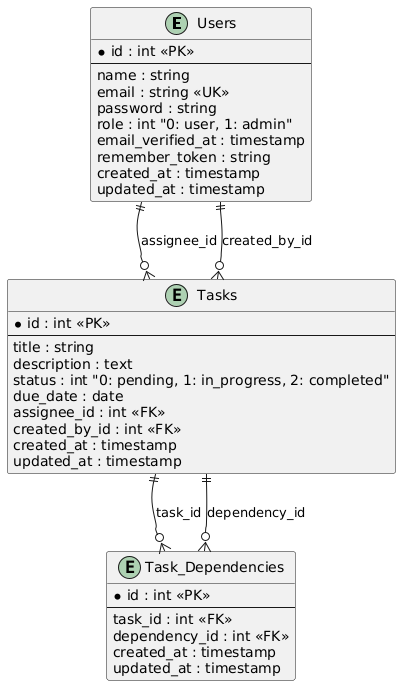 E Users
* id : int «PK»
name : string
email : string «UK»
password : string
role : int "0: user, 1: admin"
email_verified_at : timestamp
remember_token : string
created_at : timestamp
updated_at : timestamp
assignee_id created_by_id
E Tasks
* id : int «PK»
title : string
description : text
status : int "0: pending, 1: in_progress, 2: completed"
due_date : date
assignee_id : int «FK»
created_by_id : int «FK»
created_at : timestamp
updated_at : timestamp
task_id dependency_id
E Task_Dependencies
* id : int «PK»
task_id : int «FK»
dependency_id : int «FK»
created_at : timestamp
updated_at : timestamp